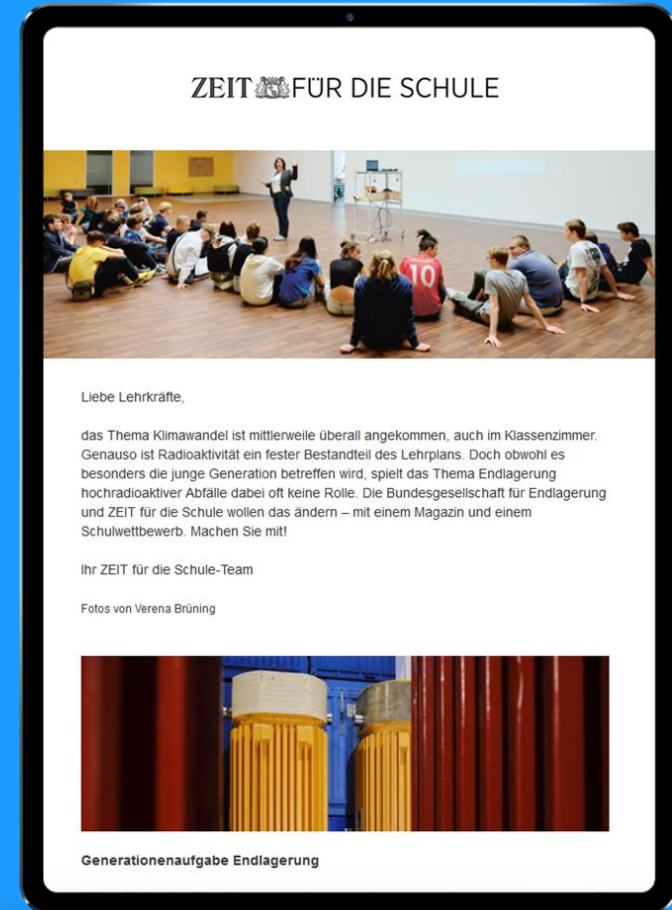 ZEIT FÜR DIE SCHULE
10
Liebe Lehrkräfte,
das Thema Klimawandel ist mittlerweile überall angekommen, auch im Klassenzimmer.
Genauso ist Radioaktivität ein fester Bestandteil des Lehrplans. Doch obwohl es
besonders die junge Generation betreffen wird, spielt das Thema Endlagerung
hochradioaktiver Abfälle dabei oft keine Rolle. Die Bundesgesellschaft für Endlagerung
und ZEIT für die Schule wollen das ändern – mit einem Magazin und einem
Schulwettbewerb. Machen Sie mit!
Ihr ZEIT für die Schule-Team
Fotos von Verena Brüning
Generationenaufgabe Endlagerung